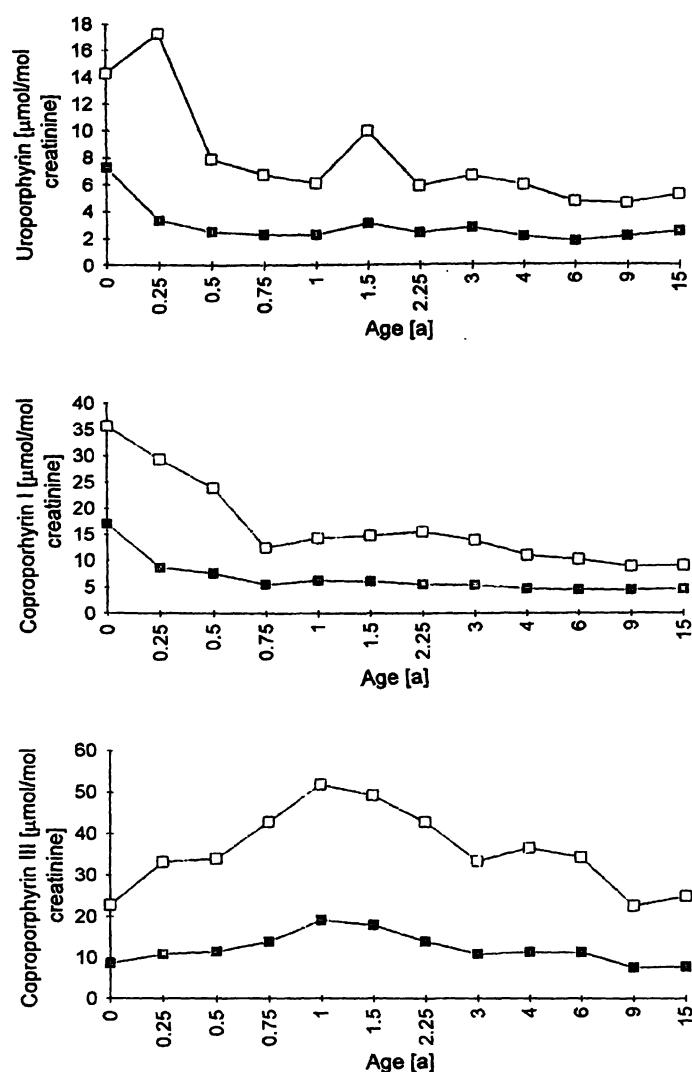 Uroporphyrin [µmol/mol
creatinine]
18
16
14
12
10
8
6
4
2
0
0 0.25 0.5 0.75 1 1.5 2.25 3 4 6 9 15
Age [a]
Coproporhyrin I [µmol/mol
creatinine]
40
35
30
25
20
15
10
5
0
0 0.25 0.5 0.75 1 1.5 2.25 3 4 6 9 15
Age [a]
Coproporphyrin III [µmol/mol
creatinine]
60
50
40
30
20
10
0
0 0.25 0.5 0.75 1 1.5 2.25 3 4 6 9 15
Age [a]